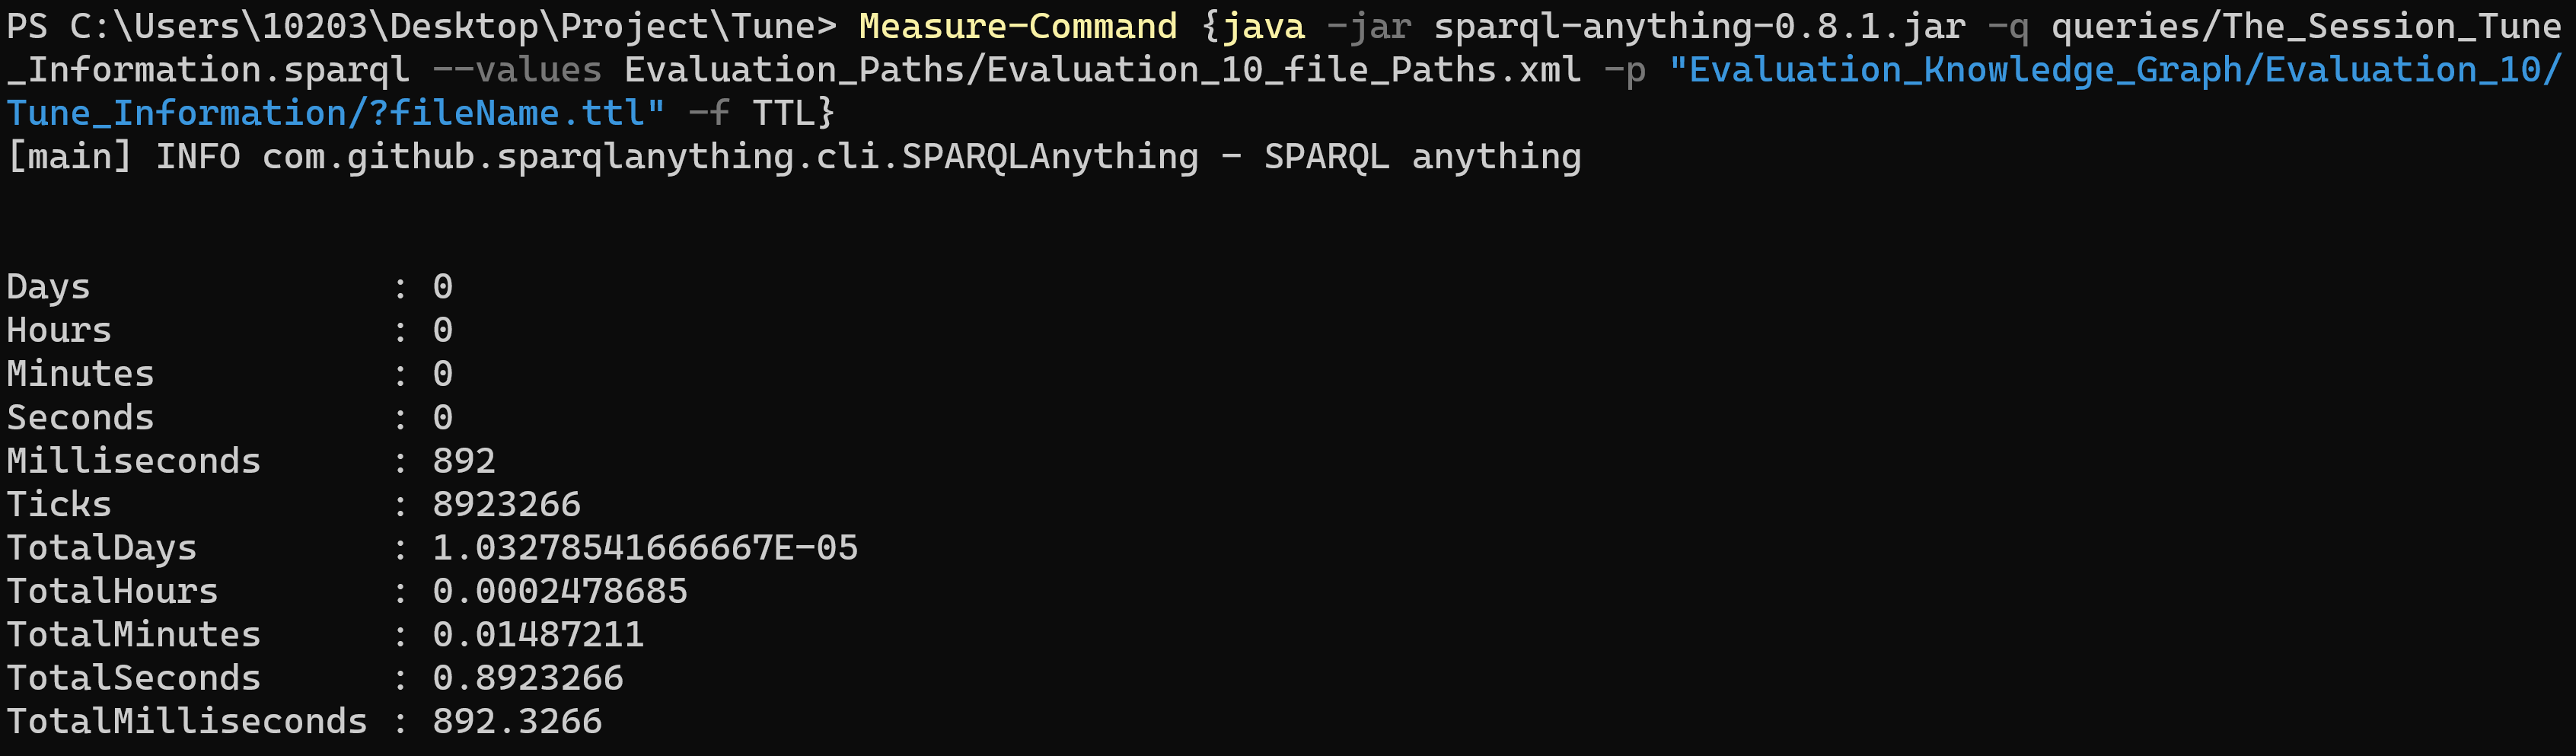 PS C:\Users\10203\Desktop\Project\Tune> Measure-Command {java -jar sparql-anything-0.8.1.jar -q queries/The_Session_Tune
_Information.sparql --values Evaluation_Paths/Evaluation_10_file_Paths.xml -p "Evaluation_Knowledge_Graph/Evaluation_10/
Tune_Information/?fileName.ttl" -f TTL}
[main] INFO com.github.sparqlanything.cli.SPARQLAnything - SPARQL anything
Days              : 0
Hours             : 0
Minutes           : 0
Seconds           : 0
Milliseconds      : 892
Ticks             : 8923266
TotalDays         : 1.03278541666667E-05
TotalHours        : 0.0002478685
TotalMinutes      : 0.01487211
TotalSeconds      : 0.8923266
TotalMilliseconds : 892.3266